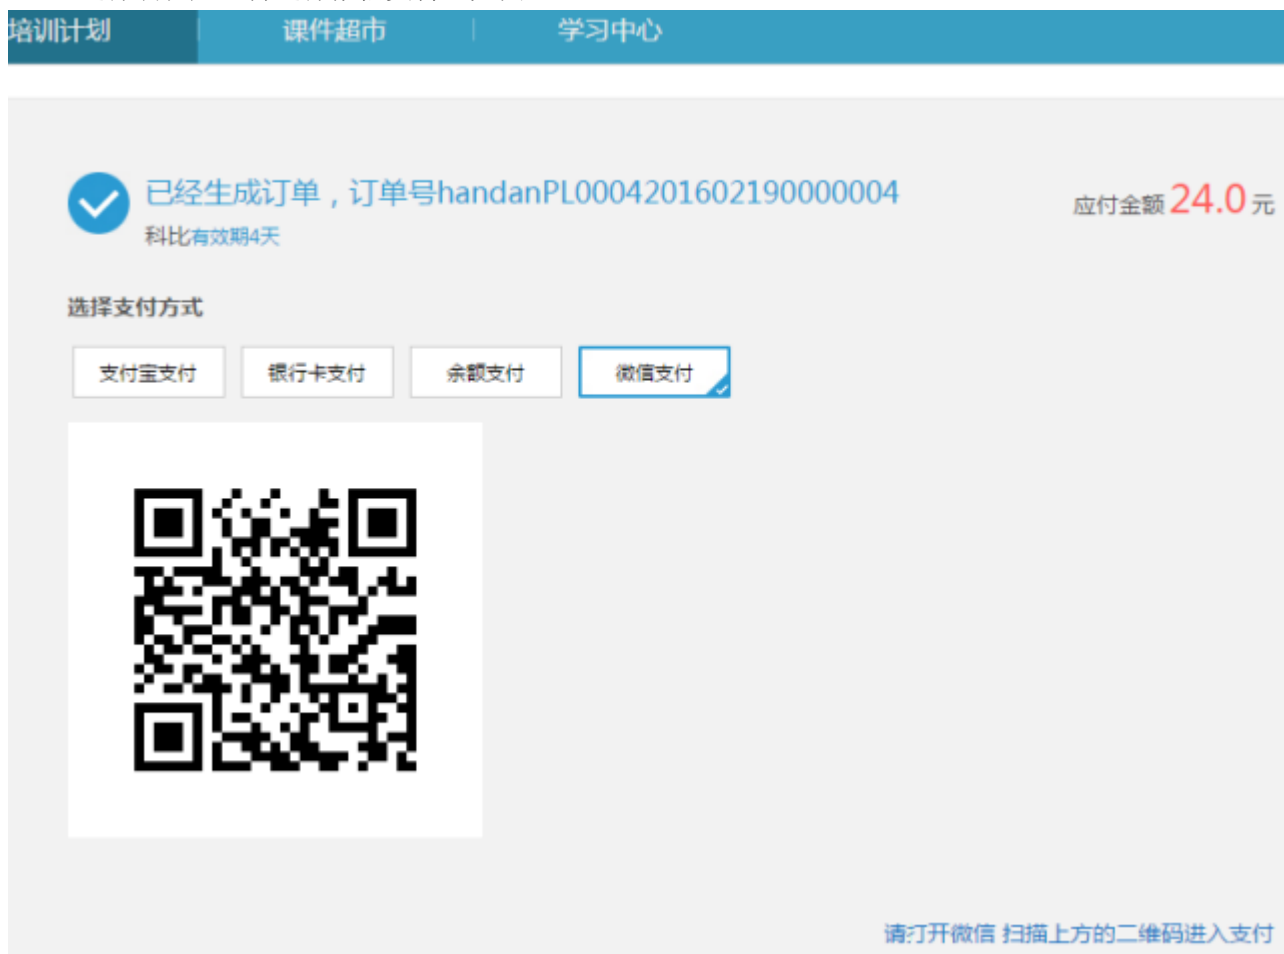 培训计划 课件超市 学习中心
已经生成订单，订单号handanPL0004201602190000004
应付金额24.0元
科比有效期4天
选择支付方式
支付宝支付 银行卡支付 余额支付 微信支付
请打开微信 扫描上方的二维码进入支付